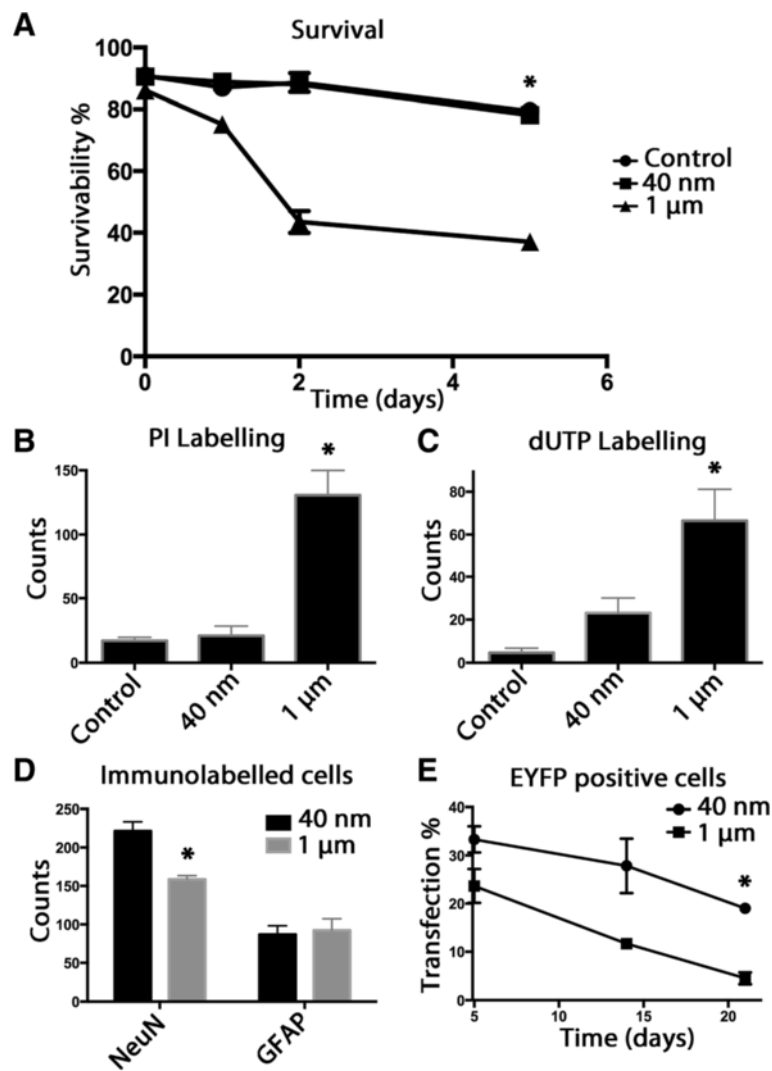 A
Survival
100
80
60
40
20
0
Survivability %
0 2 4 6
Time (days)
Control
40 nm
1 µm
*
B
PI Labelling
150
100
50
0
Counts
*
Control
40 nm
1 µm
C
dUTP Labelling
80
60
40
20
0
Counts
*
Control
40 nm
1 µm
D
Immunolabelled cells
250
200
150
100
50
0
Counts
40 nm
1 µm
*
NeuN
GFAP
E
EYFP positive cells
40
30
20
10
0
Transfection %
40 nm
1 µm
*
5 10 15 20
Time (days)